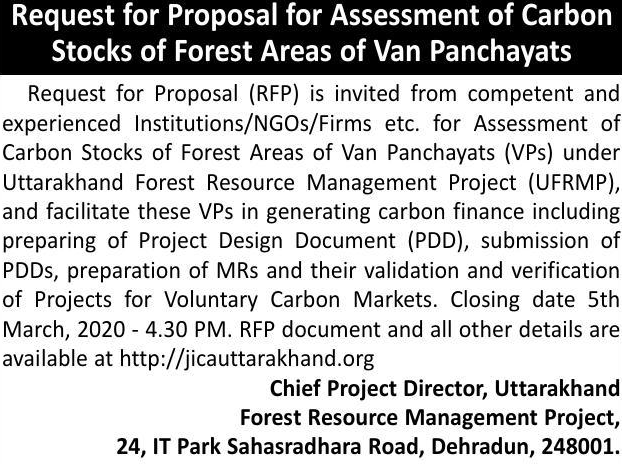 Request for Proposal for Assessment of Carbon
Stocks of Forest Areas of Van Panchayats
Request for Proposal (RFP) is invited from competent and
experienced Institutions/NGOs/Firms etc. for Assessment of
Carbon Stocks of Forest Areas of Van Panchayats (VPs) under
Uttarakhand Forest Resource Management Project (UFRMP),
and facilitate these VPs in generating carbon finance including
preparing of Project Design Document (PDD), submission of
PDDs, preparation of MRs and their validation and verification
of Projects for Voluntary Carbon Markets. Closing date 5th
March, 2020 - 4.30 PM. RFP document and all other details are
available at http://jicauttarakhand.org
Chief Project Director, Uttarakhand
Forest Resource Management Project,
24, IT Park Sahasradhara Road, Dehradun, 248001.